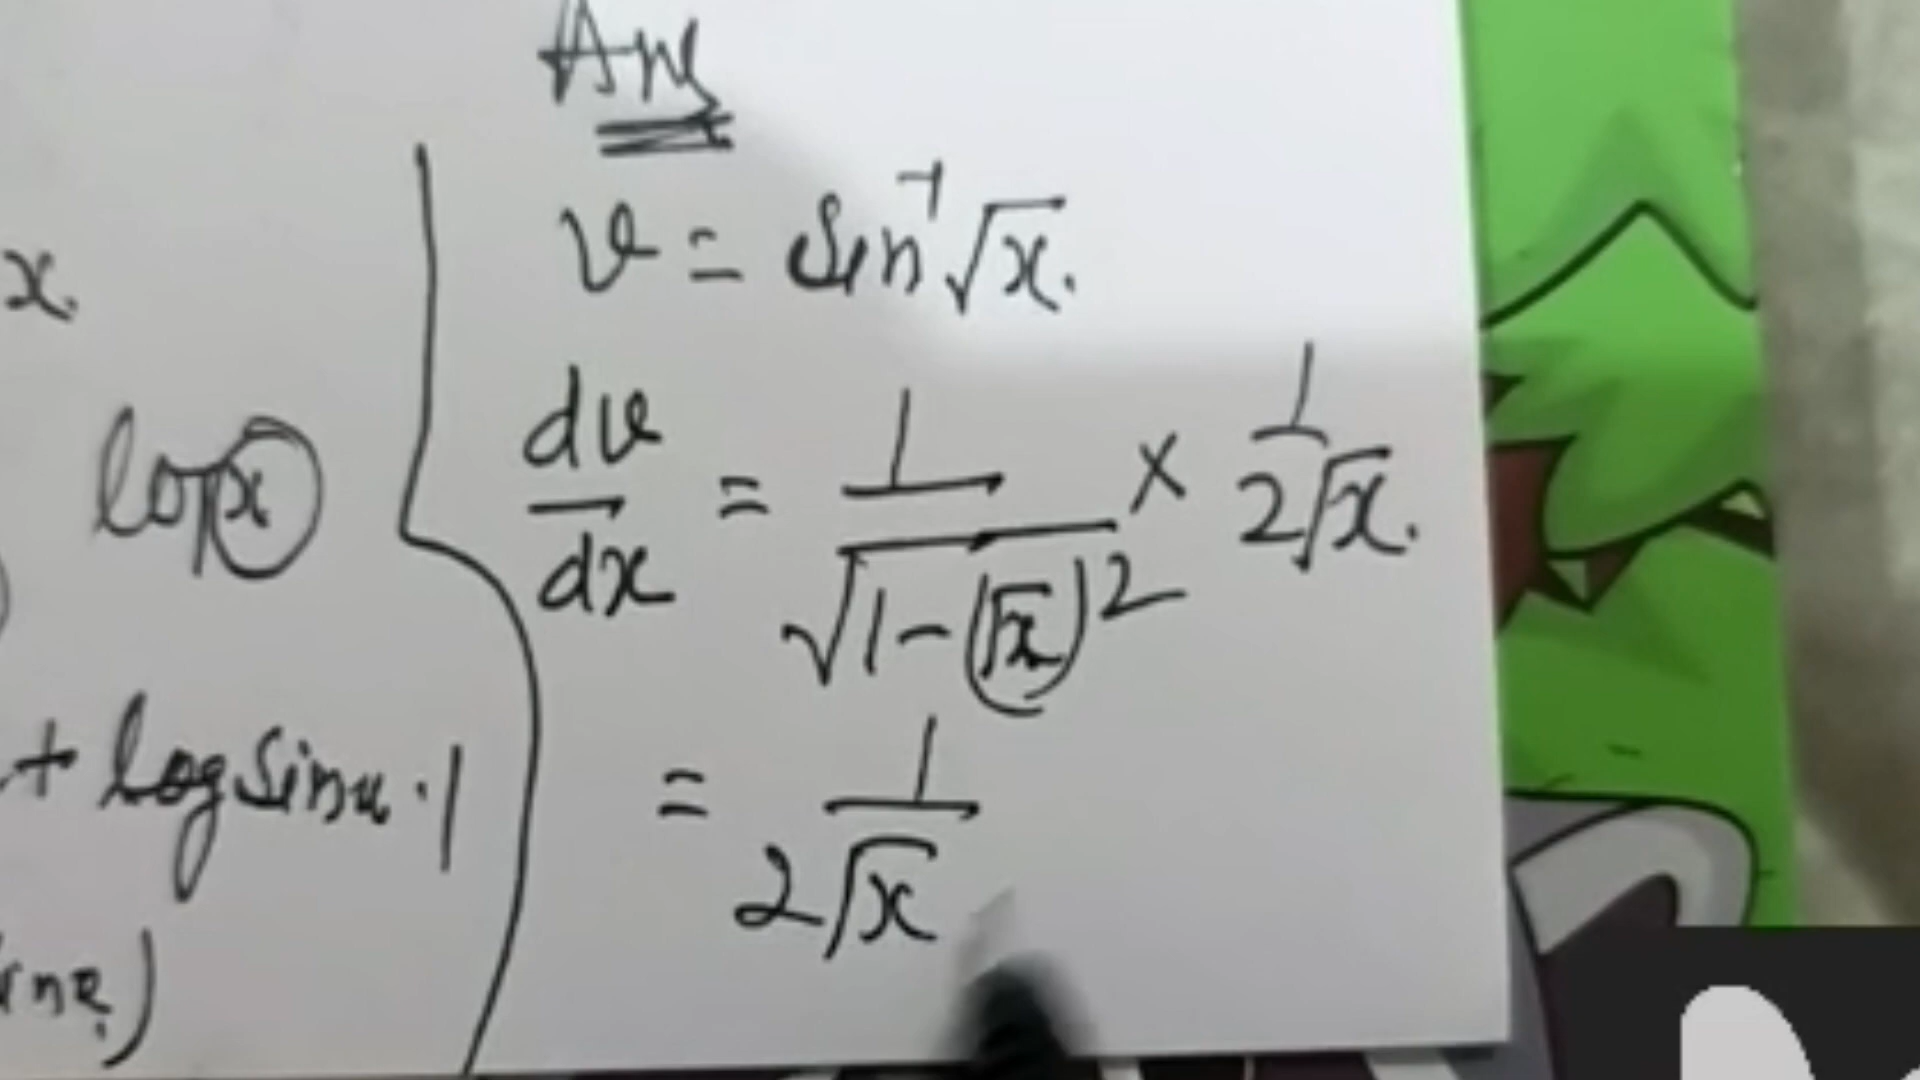 Ans
v = Sin⁻¹√x.
dv/dx = 1/√1-(√x)² × 1/2√x.
= 1/2√x
x.
log x
+ log Sinx . 1